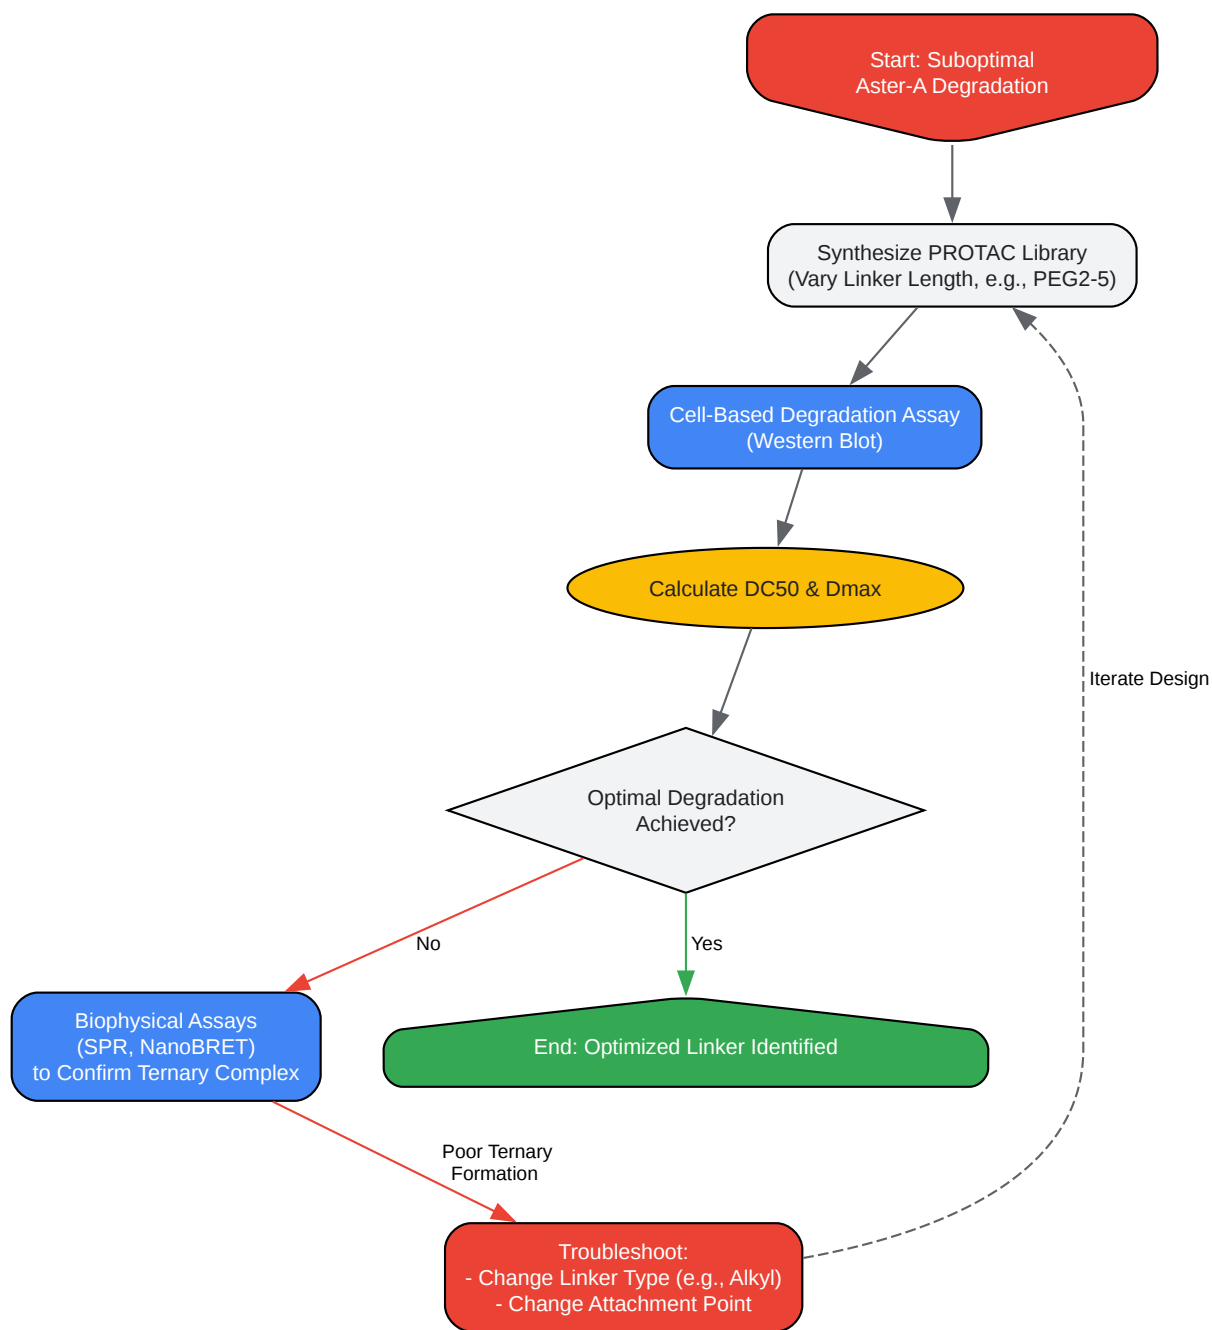 Start: Suboptimal
Aster-A Degradation
Synthesize PROTAC Library
(Vary Linker Length, e.g., PEG2-5)
Cell-Based Degradation Assay
(Western Blot)
Calculate DC50 & Dmax
Iterate Design
Optimal Degradation
Achieved?
No
Yes
Biophysical Assays
(SPR, NanoBRET)
to Confirm Ternary Complex
End: Optimized Linker Identified
Poor Ternary
Formation
Troubleshoot:
- Change Linker Type (e.g., Alkyl)
- Change Attachment Point